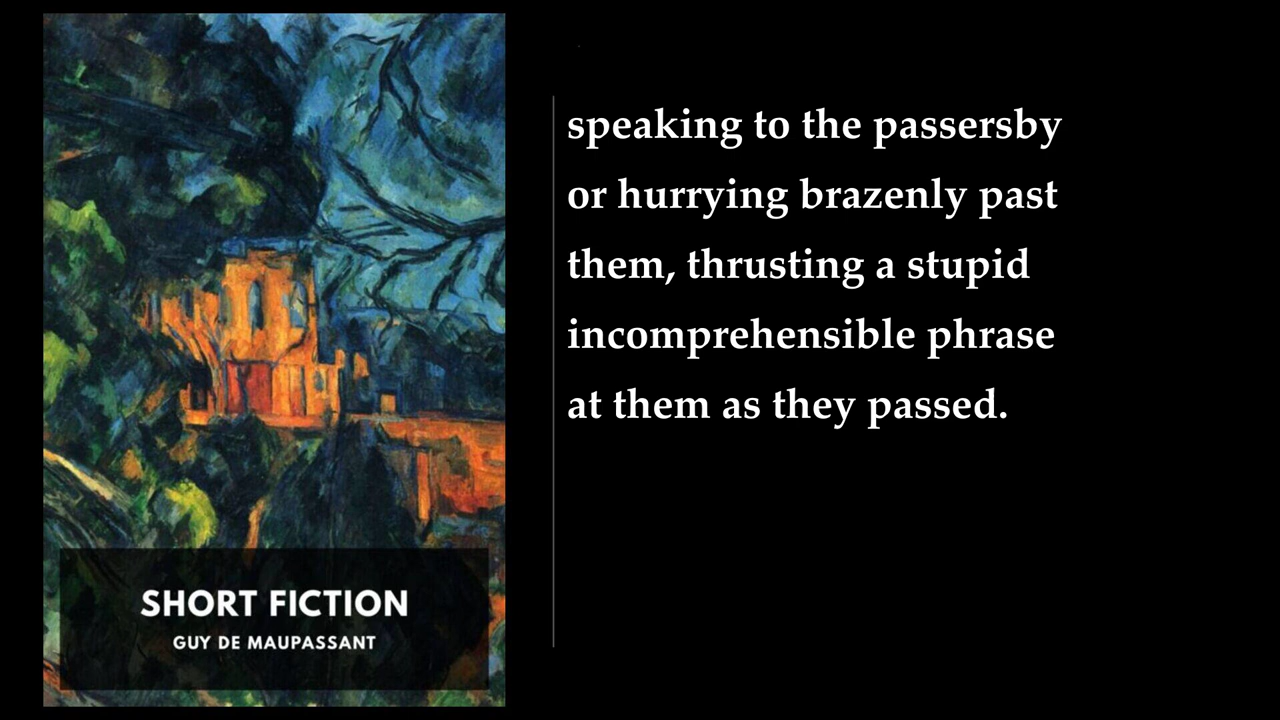 SHORT FICTION
GUY DE MAUPASSANT
speaking to the passersby
or hurrying brazenly past
them, thrusting a stupid
incomprehensible phrase
at them as they passed.